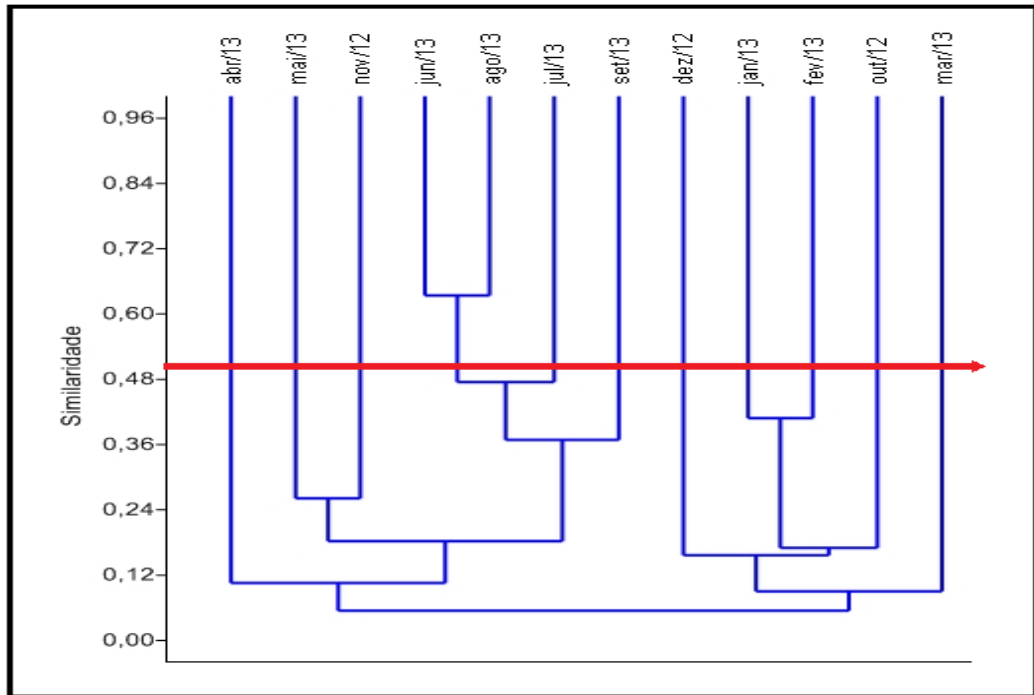 abr/13
mai/13
nov/12
jun/13
ago/13
jul/13
set/13
dez/12
jan/13
fev/13
out/12
mar/13
0,96
0,84
0,72
0,60
0,48
0,36
0,24
0,12
0,00
Similaridade